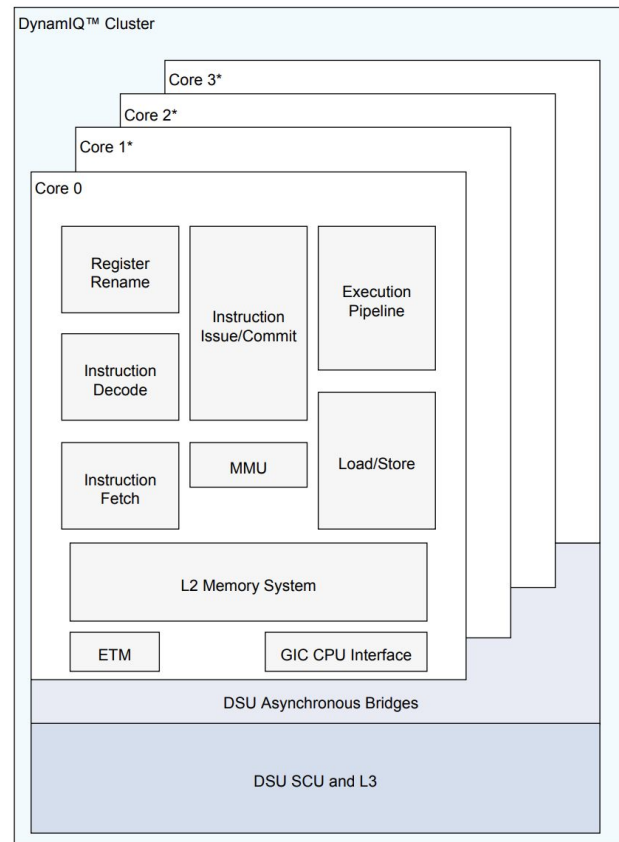 DynamIQ™ Cluster
Core 3*
Core 2*
Core 1*
Core 0
Register
Rename
Instruction
Issue/Commit
Execution
Pipeline
Instruction
Decode
Instruction
Fetch
MMU
Load/Store
L2 Memory System
ETM
GIC CPU Interface
DSU Asynchronous Bridges
DSU SCU and L3